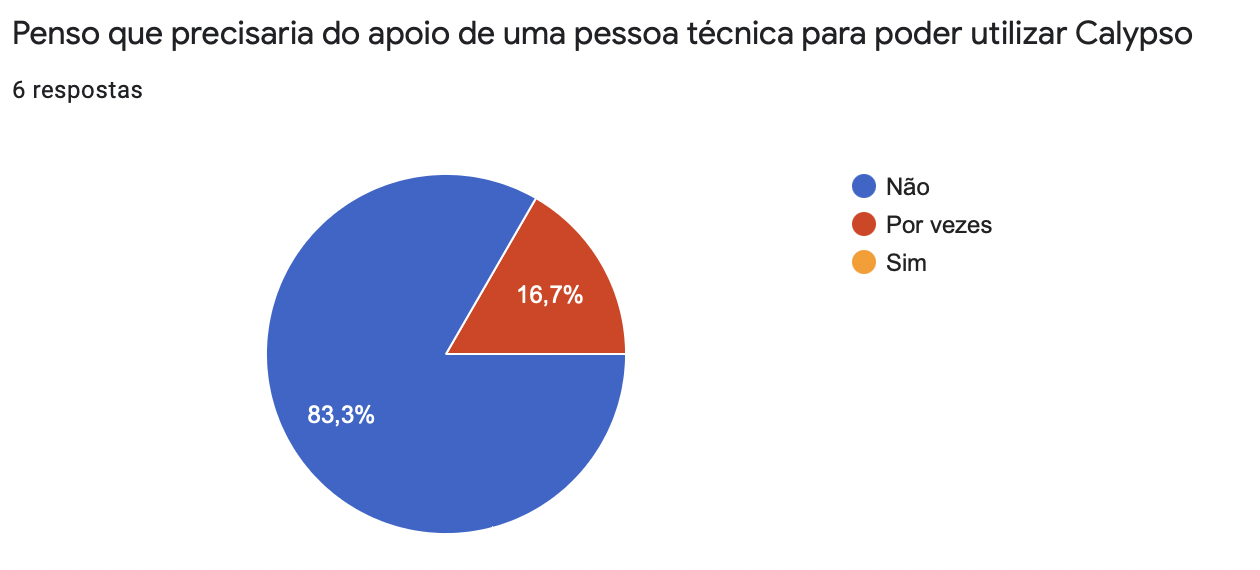 Penso que precisaria do apoio de uma pessoa técnica para poder utilizar Calypso
6 respostas
Não
Por vezes
Sim
16,7%
83,3%